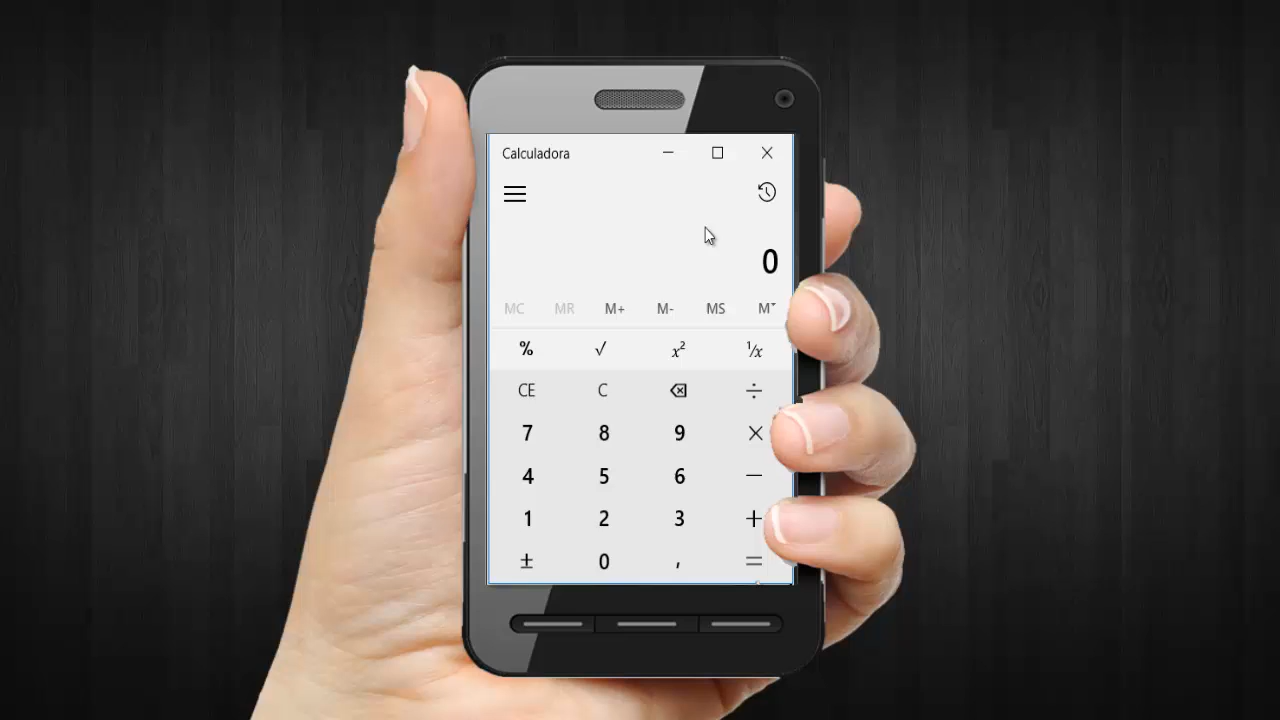 Calculadora
0
MC MR M+ M- MS M˅
% √ x² ¹/x
CE C ÷
7 8 9 ×
4 5 6 −
1 2 3 +
± 0 , =